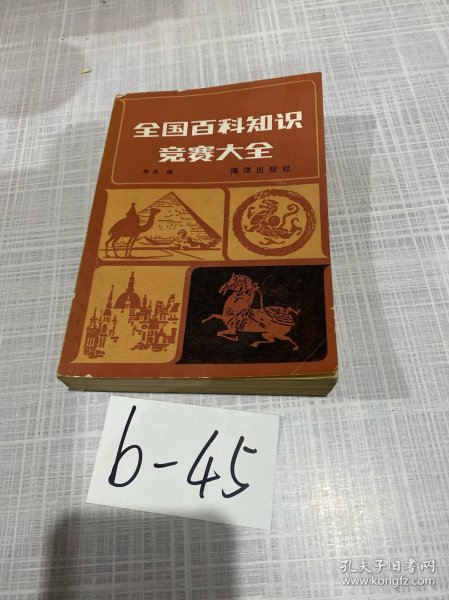 全国百科知识
竞赛大全
编 海洋出版社
b-45
孔夫子旧书网
www.kongfz.com